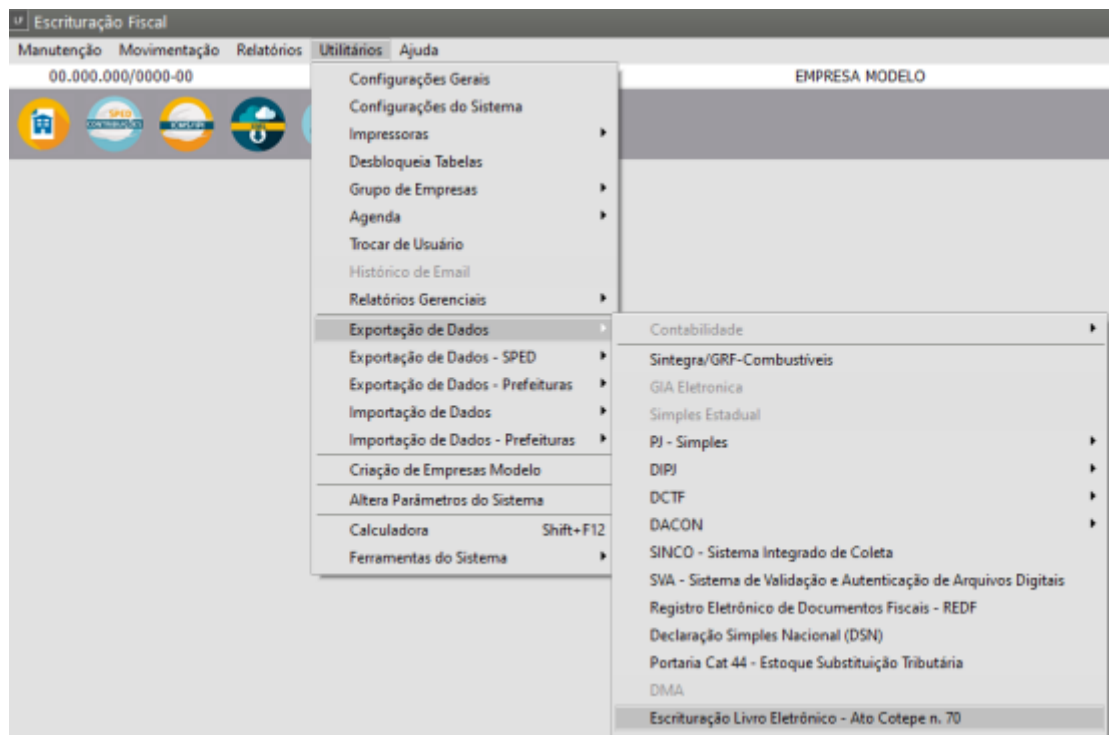 Escrituração Fiscal
Manutenção Movimentação Relatórios Utilitários Ajuda
00.000.000/0000-00 EMPRESA MODELO
SPED
CONTRIBUIÇÕES
Configurações Gerais
Configurações do Sistema
Impressoras
Desbloqueia Tabelas
Grupo de Empresas
Agenda
Trocar de Usuário
Histórico de Email
Relatórios Gerenciais
Exportação de Dados
Exportação de Dados - SPED
Exportação de Dados - Prefeituras
Importação de Dados
Importação de Dados - Prefeituras
Criação de Empresas Modelo
Altera Parâmetros do Sistema
Calculadora Shift+F12
Ferramentas do Sistema
Contabilidade
Sintegra/GRF-Combustíveis
GIA Eletronica
Simples Estadual
PJ - Simples
DIPJ
DCTF
DACON
SINCO - Sistema Integrado de Coleta
SVA - Sistema de Validação e Autenticação de Arquivos Digitais
Registro Eletrônico de Documentos Fiscais - REDF
Declaração Simples Nacional (DSN)
Portaria Cat 44 - Estoque Substituição Tributária
DMA
Escrituração Livro Eletrônico - Ato Cotepe n. 70